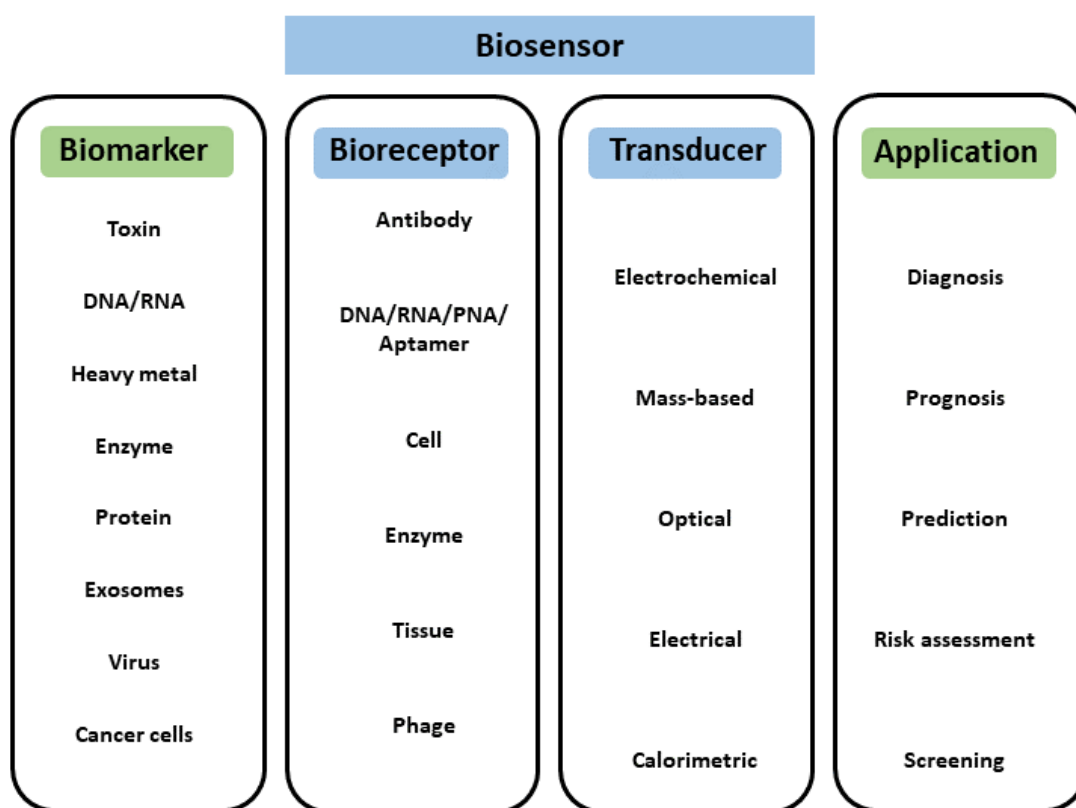 Biosensor
Biomarker
Toxin
DNA/RNA
Heavy metal
Enzyme
Protein
Exosomes
Virus
Cancer cells
Bioreceptor
Antibody
DNA/RNA/PNA/
Aptamer
Cell
Enzyme
Tissue
Phage
Transducer
Electrochemical
Mass-based
Optical
Electrical
Calorimetric
Application
Diagnosis
Prognosis
Prediction
Risk assessment
Screening